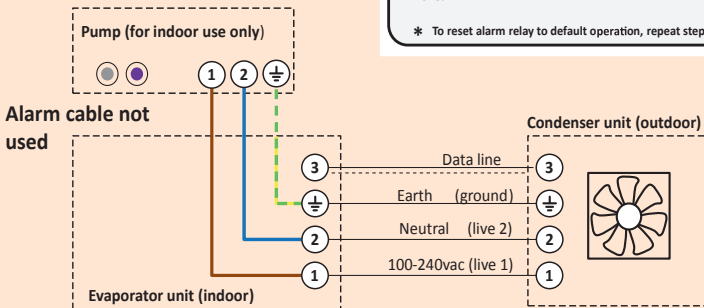 * To reset alarm relay to default operation, repeat step
Pump (for indoor use only)
1 2
Alarm cable not
used
Condenser unit (outdoor)
3 Data line 3
Earth (ground)
2 Neutral (live 2) 2
1 100-240vac (live 1) 1
Evaporator unit (indoor)